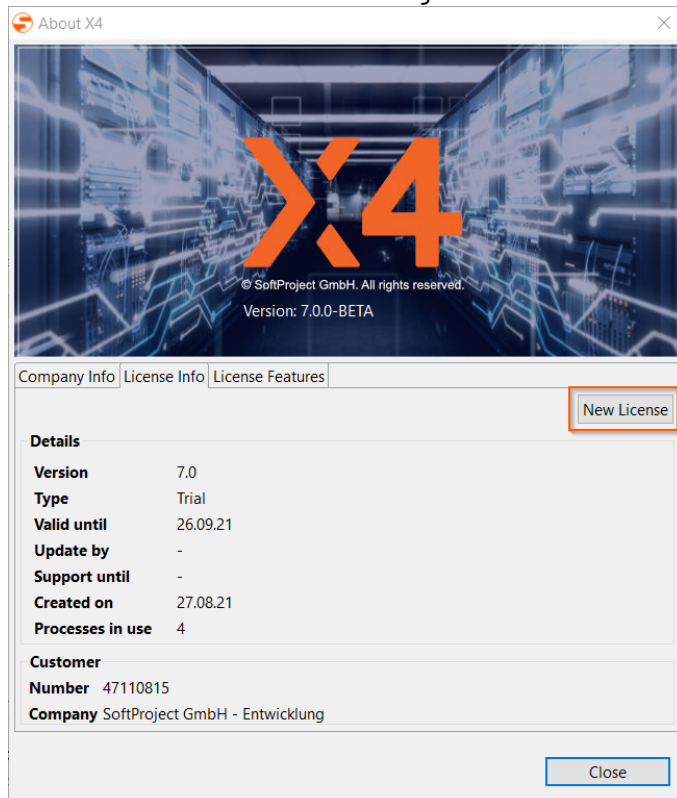 About X4
X4
© SoftProject GmbH. All rights reserved.
Version: 7.0.0-BETA
Company Info License Info License Features
New License
Details
Version 7.0
Type Trial
Valid until 26.09.21
Update by -
Support until -
Created on 27.08.21
Processes in use 4
Customer
Number 47110815
Company SoftProject GmbH - Entwicklung
Close